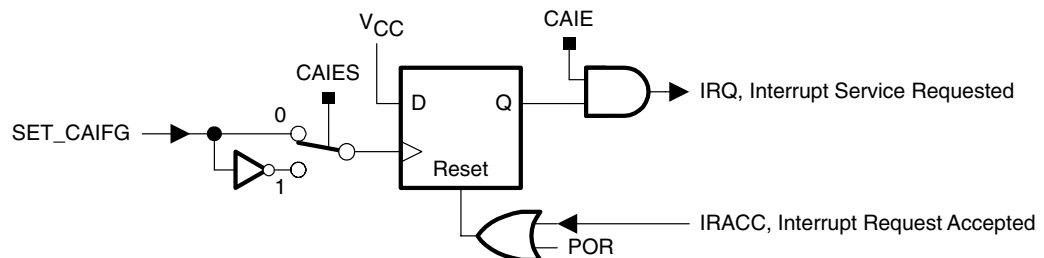 CAIE
VCC
CAIES
D
Q
IRQ, Interrupt Service Requested
0
SET_CAIFG
1
Reset
IRACC, Interrupt Request Accepted
POR